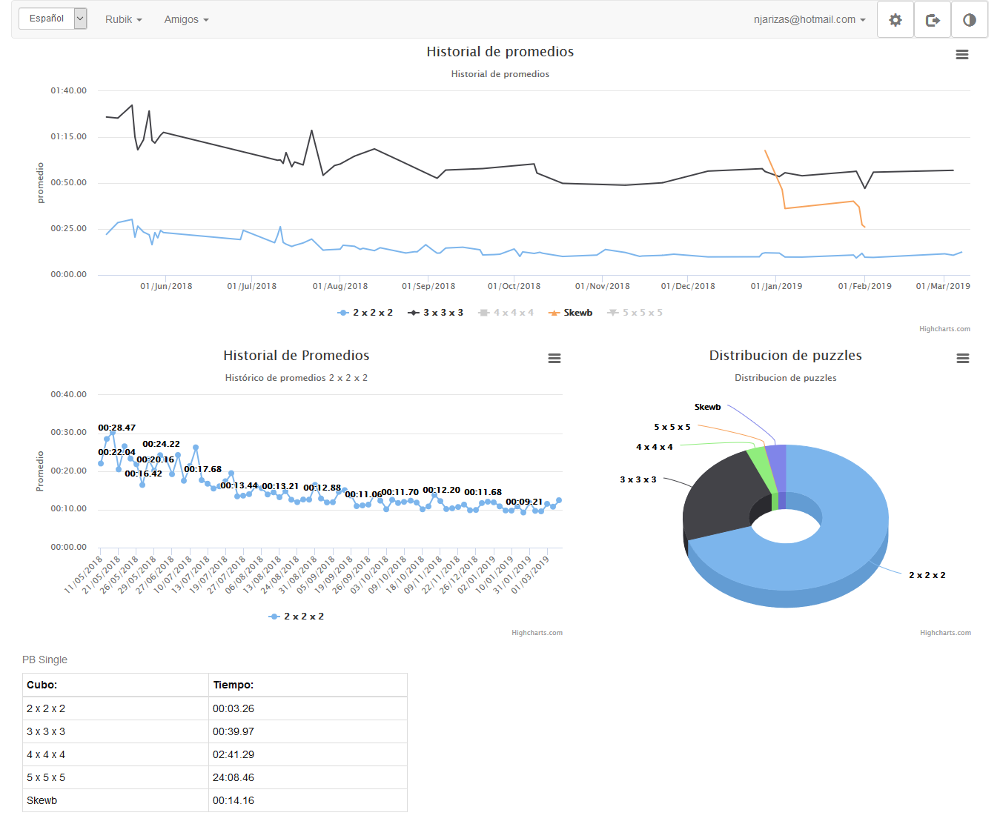 Español Rubik Amigos njarizas@hotmail.com
Historial de promedios
Historial de promedios
promedio
01:40.00
01:15.00
00:50.00
00:25.00
00:00.00
01/Jun/2018 01/Jul/2018 01/Aug/2018 01/Sep/2018 01/Oct/2018 01/Nov/2018 01/Dec/2018 01/Jan/2019 01/Feb/2019 01/Mar/2019
2 x 2 x 2 3 x 3 x 3 4 x 4 x 4 Skewb 5 x 5 x 5
Highcharts.com
Historial de Promedios
Histórico de promedios 2 x 2 x 2
Promedio
00:40.00
00:30.00
00:20.00
00:10.00
00:00.00
00:28.47
00:22.04
00:24.22
00:20.16
00:16.42
00:17.68
00:13.44
00:13.21
00:12.88
00:11.06
00:11.70
00:12.20
00:11.68
00:09.21
11/05/2018 21/05/2018 26/05/2018 29/05/2018 27/06/2018 10/07/2018 13/07/2018 19/07/2018 27/07/2018 06/08/2018 13/08/2018 24/08/2018 31/08/2018 05/09/2018 19/09/2018 26/09/2018 03/10/2018 10/10/2018 18/10/2018 09/11/2018 22/11/2018 26/12/2018 02/01/2019 10/01/2019 31/01/2019 01/03/2019
2 x 2 x 2
Highcharts.com
Distribucion de puzzles
Distribucion de puzzles
Skewb
5 x 5 x 5
4 x 4 x 4
3 x 3 x 3
2 x 2 x 2
Highcharts.com
PB Single
Cubo: Tiempo:
2 x 2 x 2 00:03.26
3 x 3 x 3 00:39.97
4 x 4 x 4 02:41.29
5 x 5 x 5 24:08.46
Skewb 00:14.16